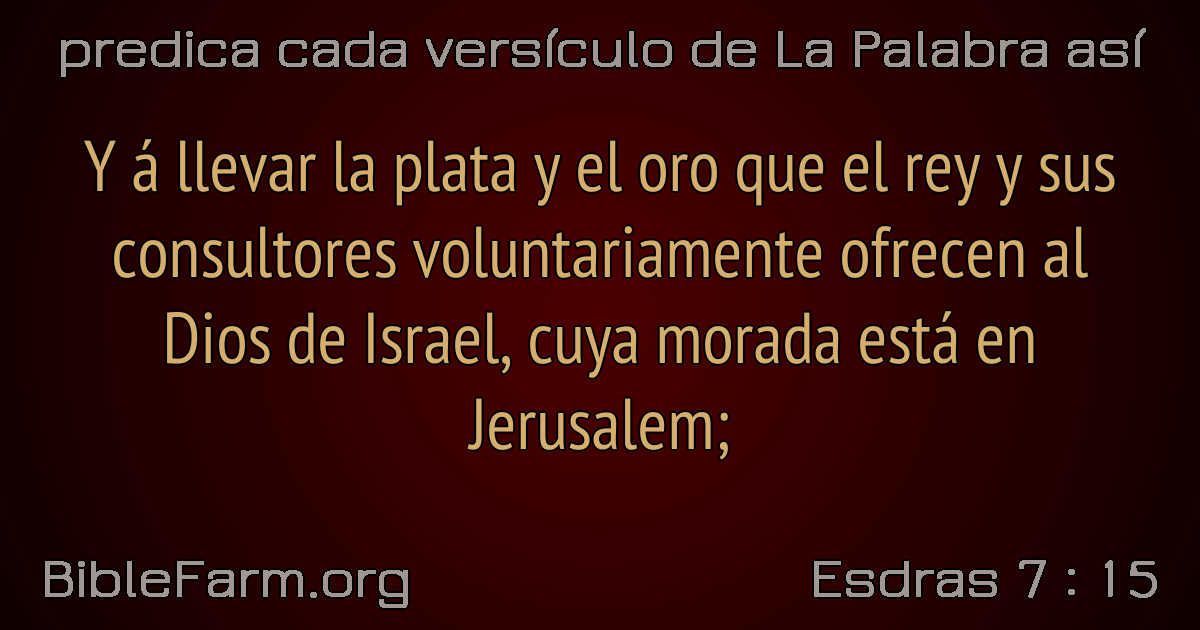 predica cada versículo de La Palabra así
Y á llevar la plata y el oro que el rey y sus
consultores voluntariamente ofrecen al
Dios de Israel, cuya morada está en
Jerusalem;
BibleFarm.org
Esdras 7 : 15